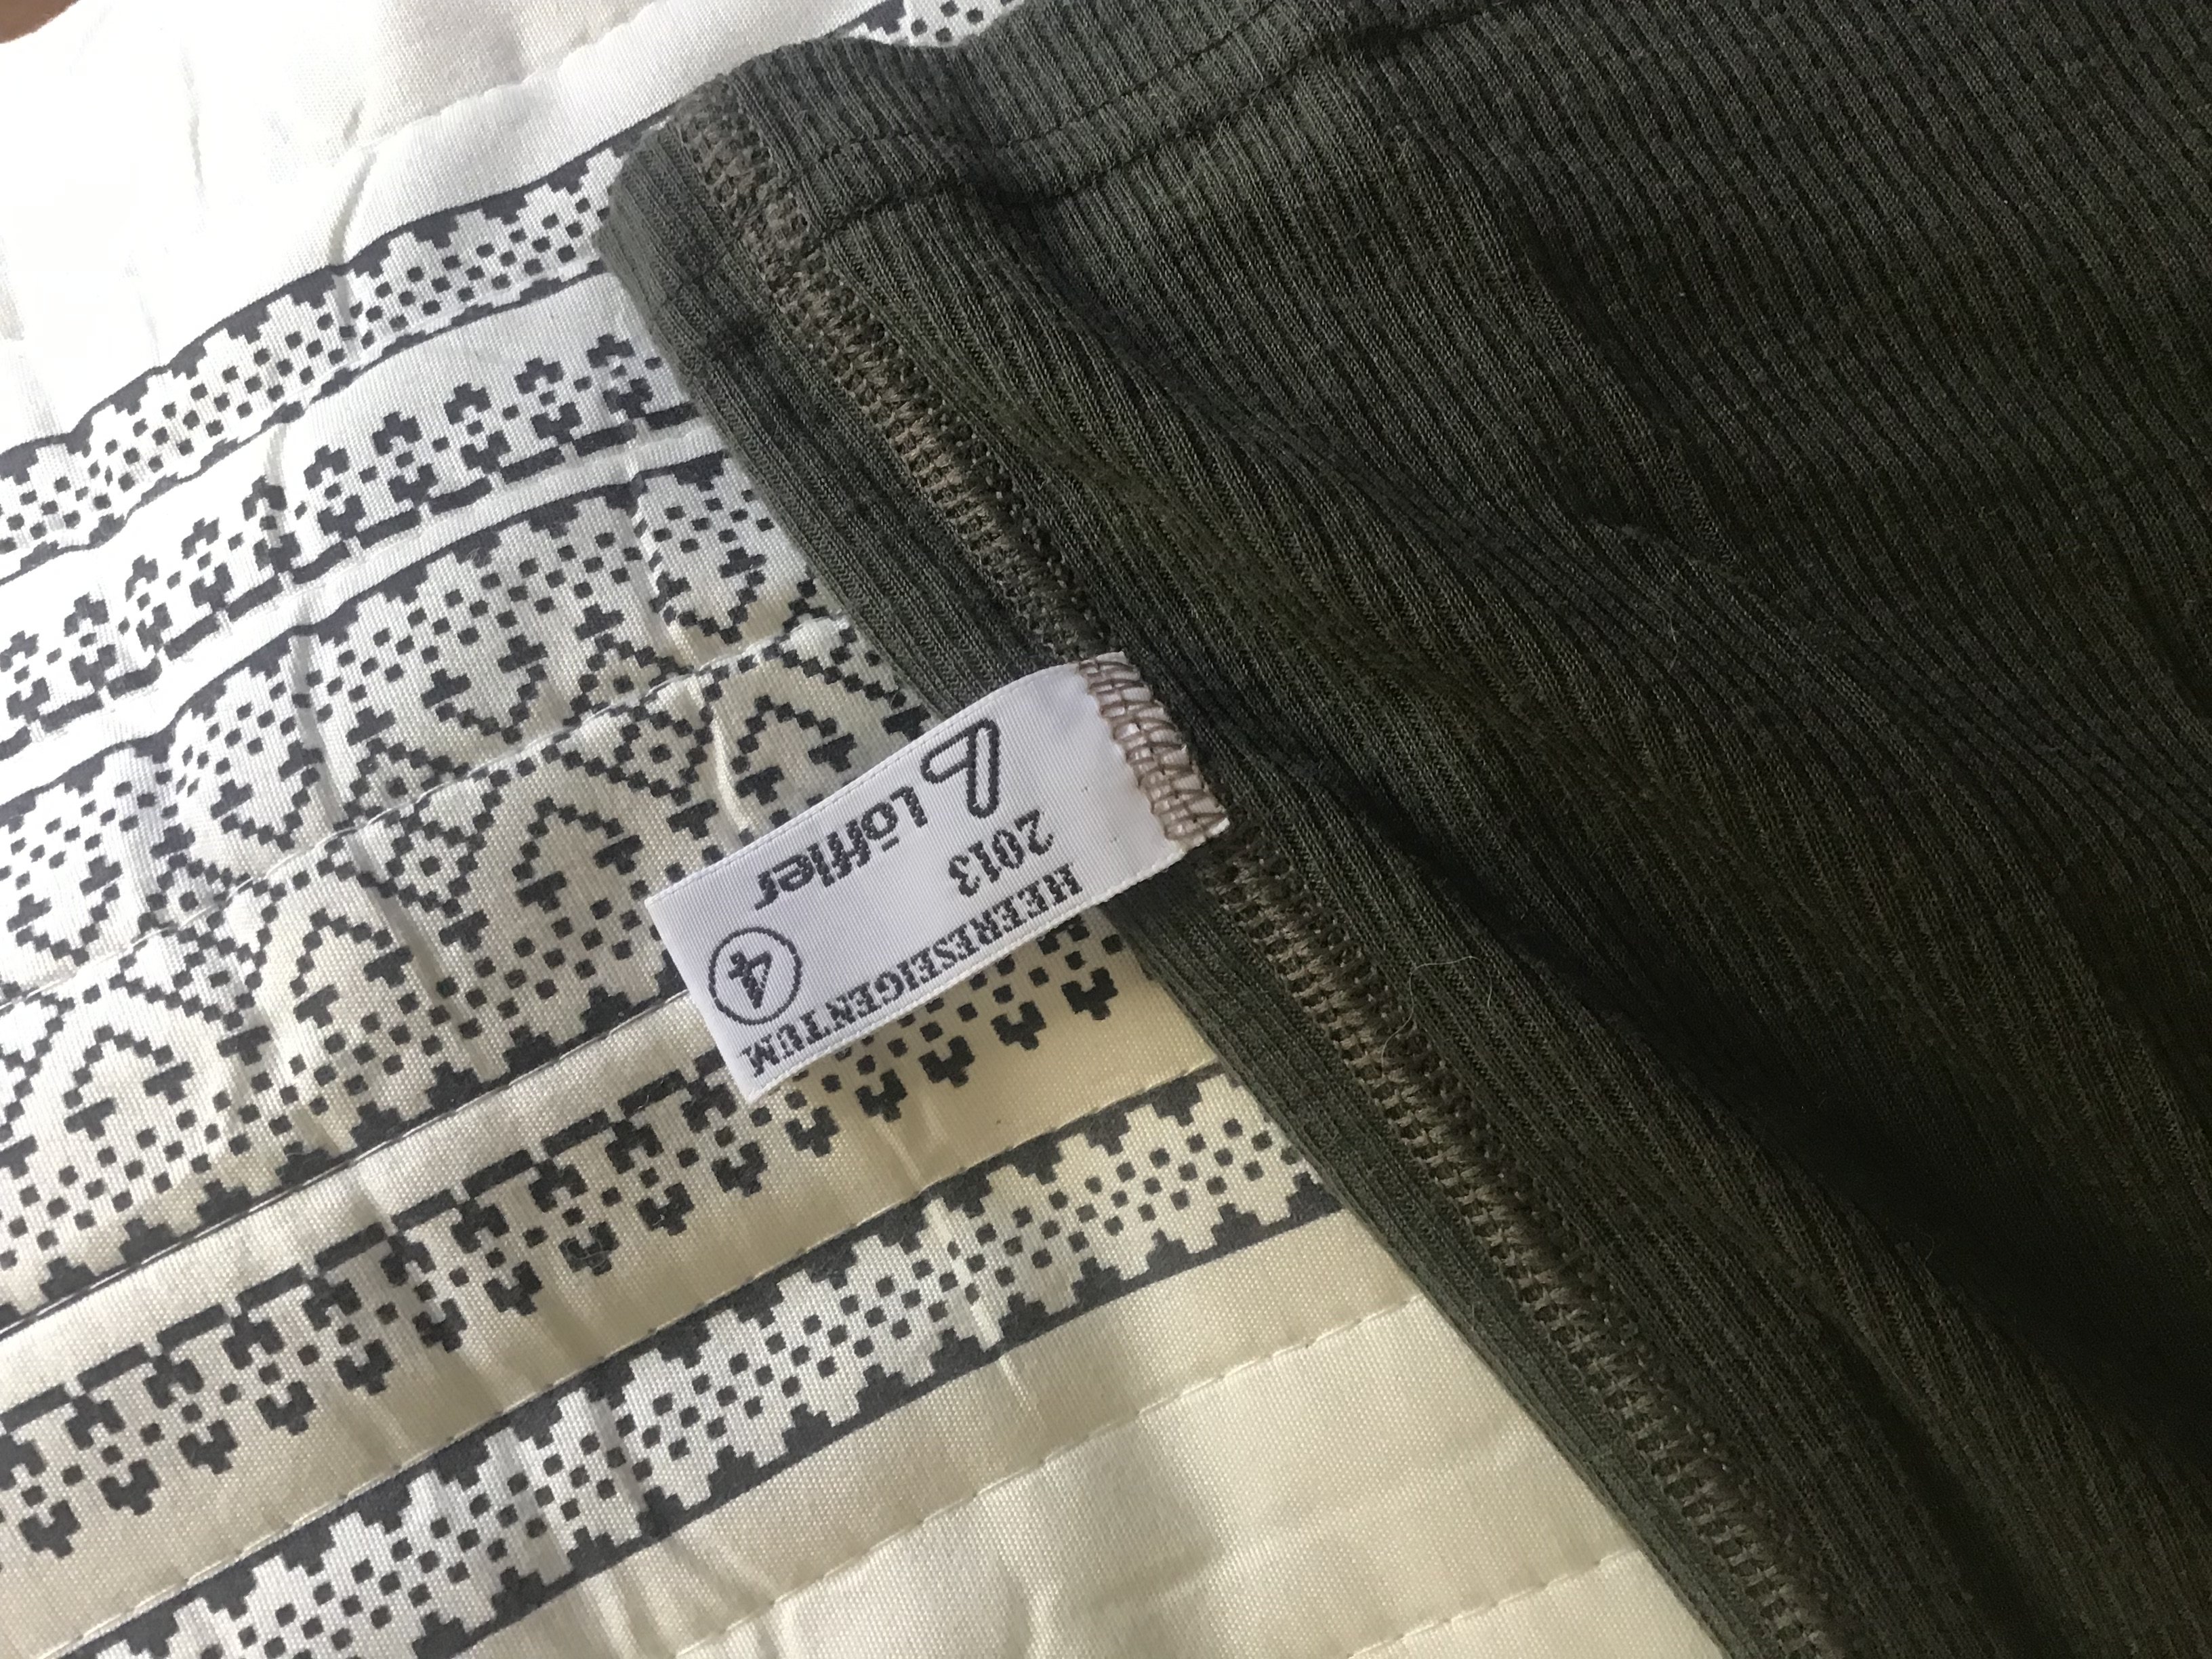 Löffler
2013 ④
HEERESEIGENTUM